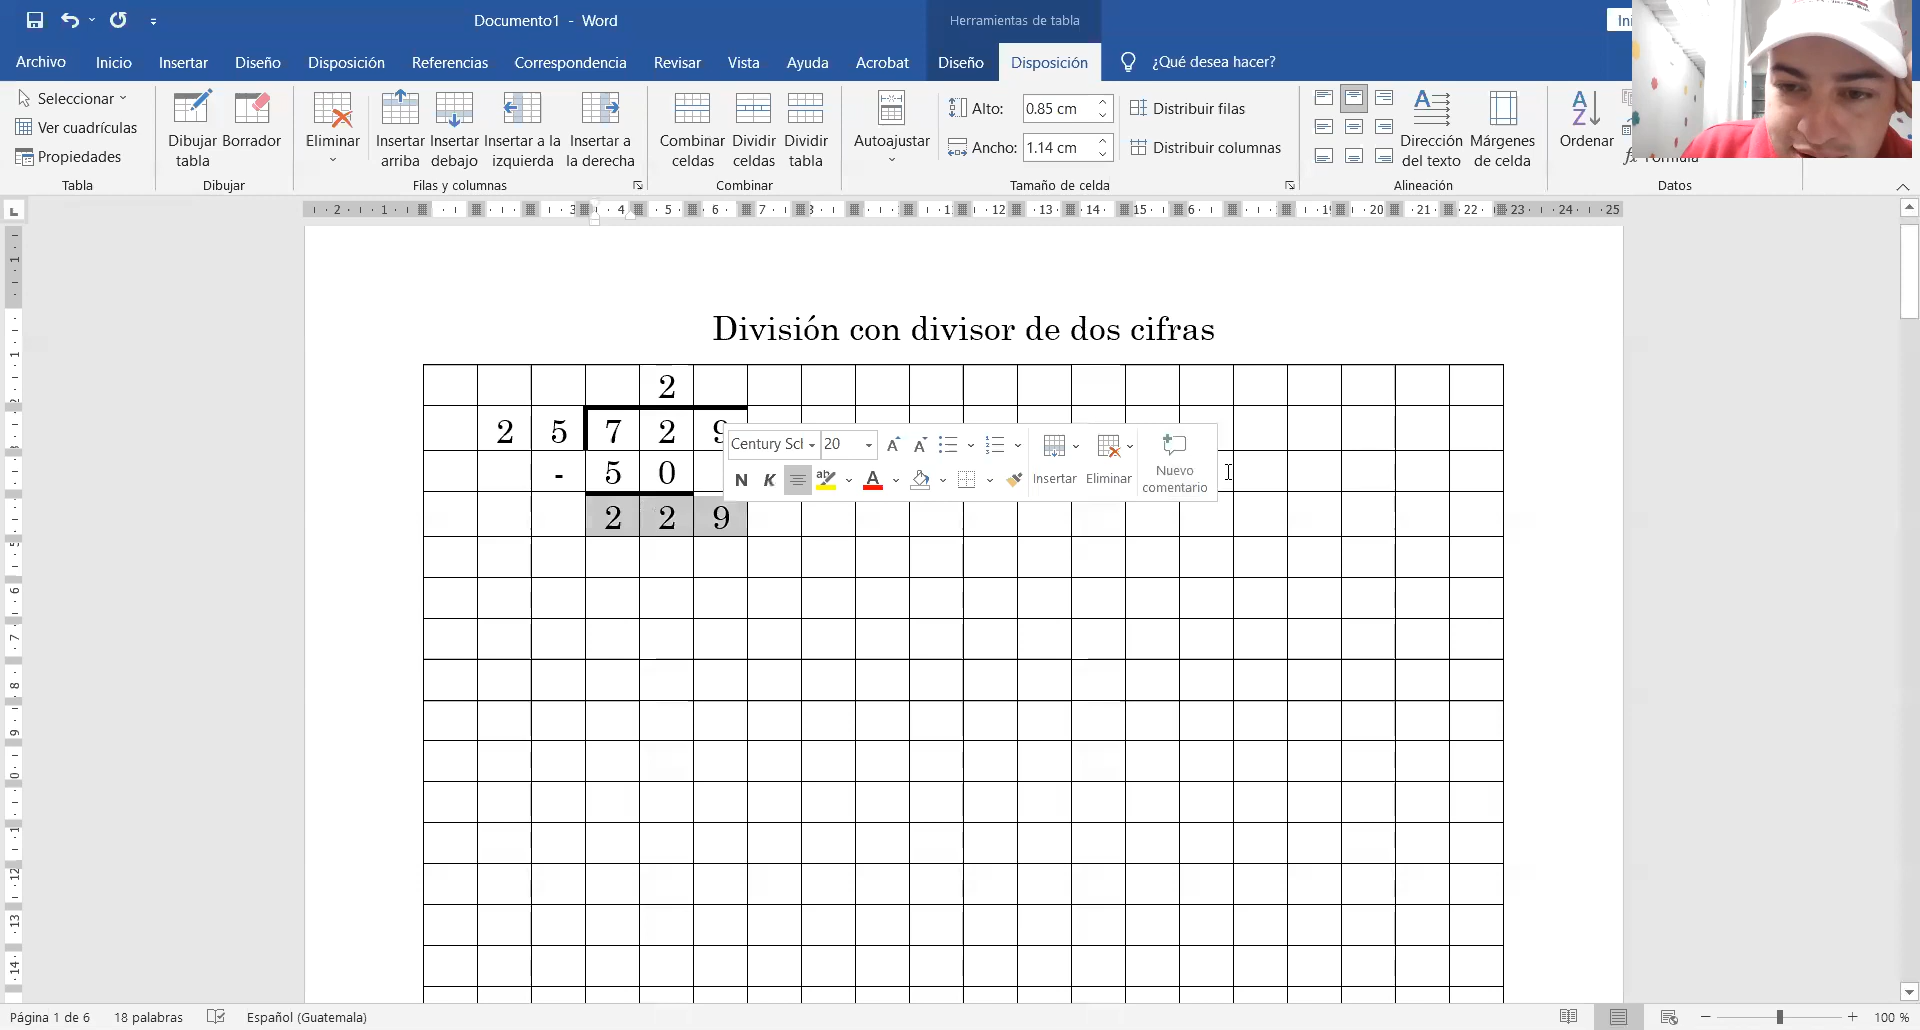 Documento1 - Word
Herramientas de tabla
Ini
Archivo Inicio Insertar Diseño Disposición Referencias Correspondencia Revisar Vista Ayuda Acrobat Diseño Disposición ¿Qué desea hacer?
Seleccionar
Ver cuadrículas
Propiedades
Tabla
Dibujar tabla
Borrador
Dibujar
Eliminar
Insertar arriba
Insertar debajo
Insertar a la izquierda
Insertar a la derecha
Filas y columnas
Combinar celdas
Dividir celdas
Dividir tabla
Combinar
Autoajustar
Alto: 0.85 cm
Ancho: 1.14 cm
Distribuir filas
Distribuir columnas
Tamaño de celda
Dirección del texto
Márgenes de celda
Alineación
Ordenar
Datos
División con divisor de dos cifras
2
2 5 7 2 9
- 5 0
2 2 9
Century Scl 20
N K A Insertar Eliminar Nuevo comentario
Página 1 de 6 18 palabras Español (Guatemala) 100 %